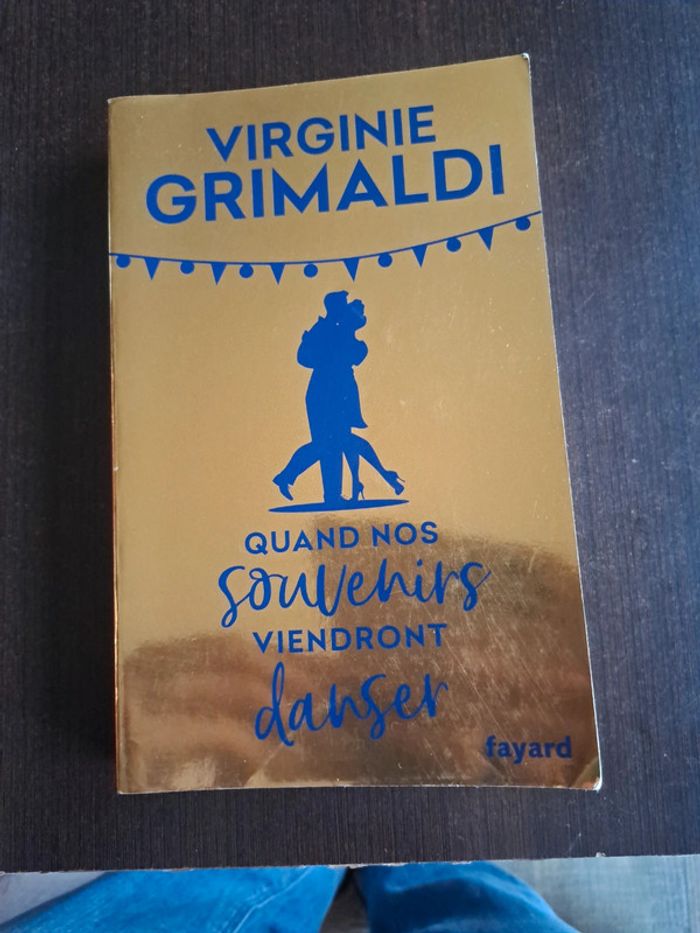 VIRGINIE
GRIMALDI
QUAND NOS
souvenirs
VIENDRONT
danser
fayard